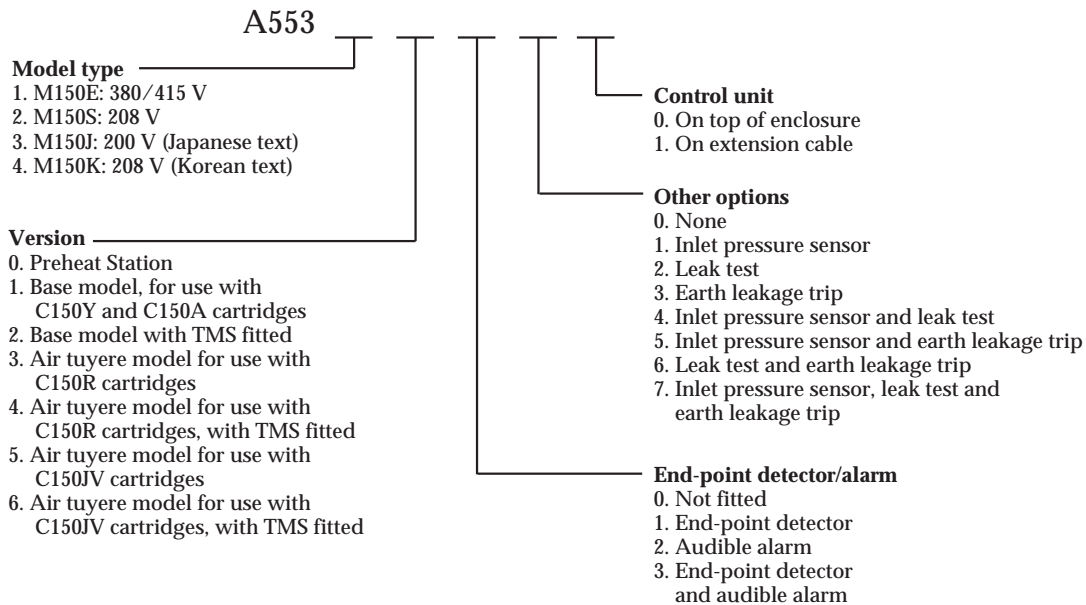 A553
Model type
1. M150E: 380/415 V
2. M150S: 208 V
3. M150J: 200 V (Japanese text)
4. M150K: 208 V (Korean text)
Version
0. Preheat Station
1. Base model, for use with
C150Y and C150A cartridges
2. Base model with TMS fitted
3. Air tuyere model for use with
C150R cartridges
4. Air tuyere model for use with
C150R cartridges, with TMS fitted
5. Air tuyere model for use with
C150JV cartridges
6. Air tuyere model for use with
C150JV cartridges, with TMS fitted
Control unit
0. On top of enclosure
1. On extension cable
Other options
0. None
1. Inlet pressure sensor
2. Leak test
3. Earth leakage trip
4. Inlet pressure sensor and leak test
5. Inlet pressure sensor and earth leakage trip
6. Leak test and earth leakage trip
7. Inlet pressure sensor, leak test and
earth leakage trip
End-point detector/alarm
0. Not fitted
1. End-point detector
2. Audible alarm
3. End-point detector
and audible alarm